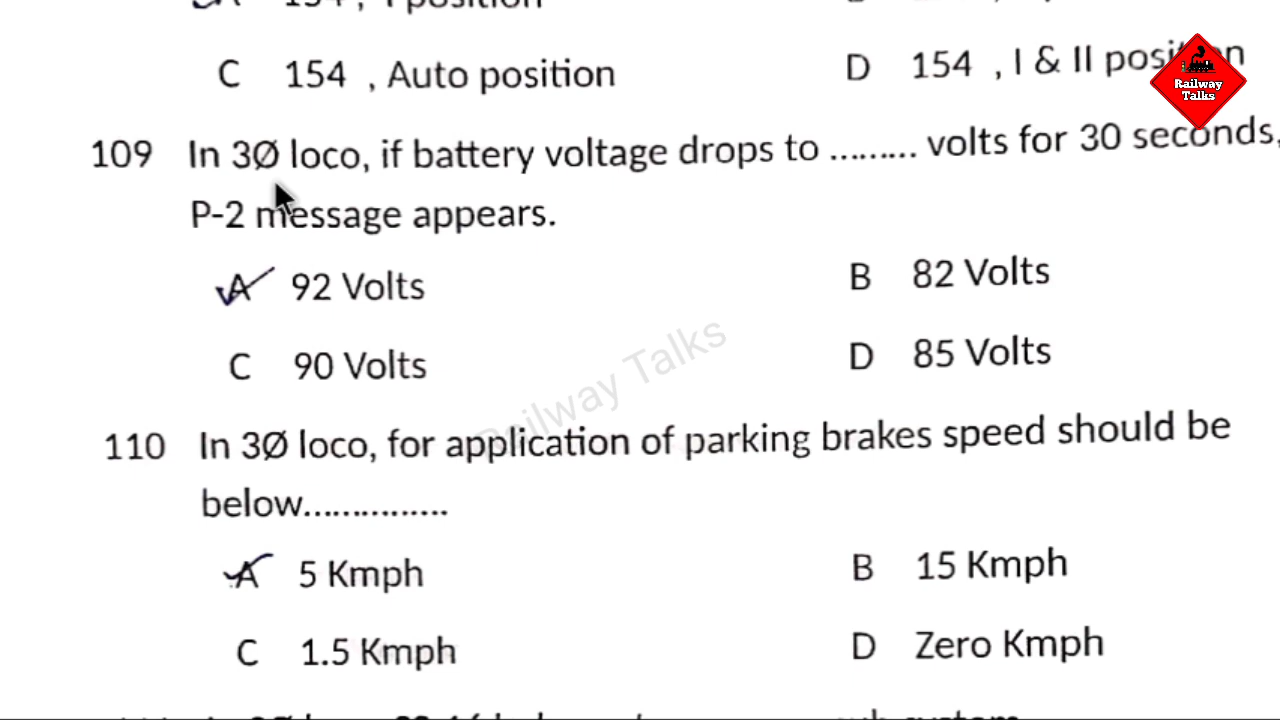 C 154 , Auto position D 154 , I & II position
Railway
Talks
109 In 3Ø loco, if battery voltage drops to ......... volts for 30 seconds,
P-2 message appears.
A 92 Volts B 82 Volts
C 90 Volts D 85 Volts
Railway Talks
110 In 3Ø loco, for application of parking brakes speed should be
below...............
A 5 Kmph B 15 Kmph
C 1.5 Kmph D Zero Kmph